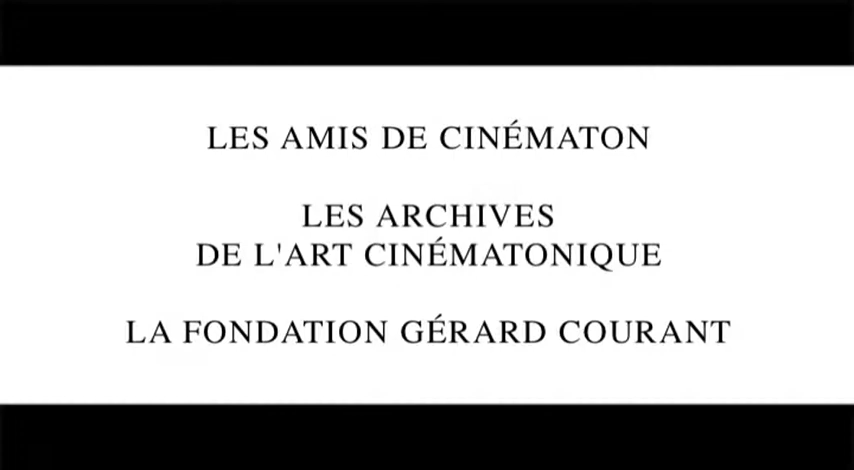 LES AMIS DE CINÉMATON
LES ARCHIVES
DE L'ART CINÉMATONIQUE
LA FONDATION GÉRARD COURANT